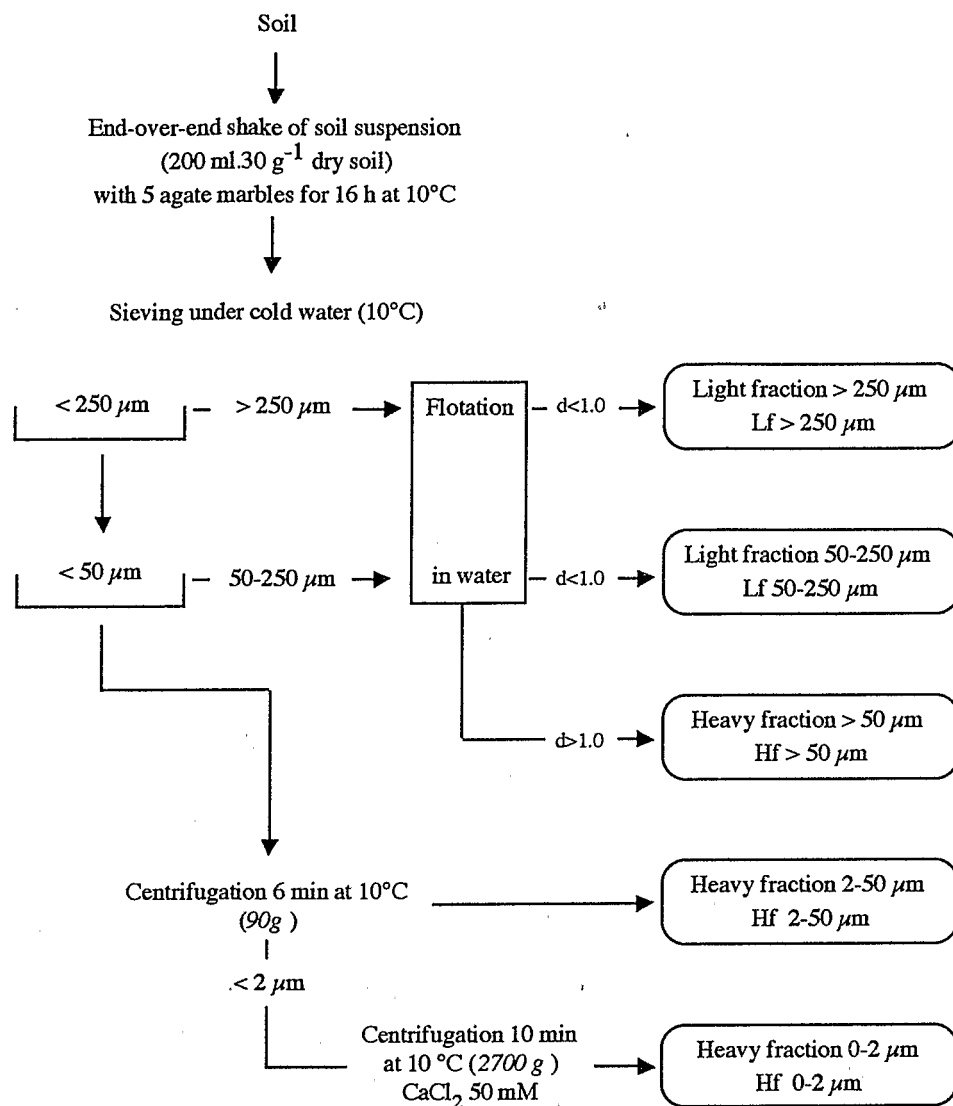 Soil
End-over-end shake of soil suspension
(200 ml.30 g⁻¹ dry soil)
with 5 agate marbles for 16 h at 10°C
Sieving under cold water (10°C)
< 250 µm
> 250 µm
Flotation
d<1.0
Light fraction > 250 µm
Lf > 250 µm
< 50 µm
50-250 µm
in water
d<1.0
Light fraction 50-250 µm
Lf 50-250 µm
d>1.0
Heavy fraction > 50 µm
Hf > 50 µm
Centrifugation 6 min at 10°C
(90g )
Heavy fraction 2-50 µm
Hf 2-50 µm
< 2 µm
Centrifugation 10 min
at 10 °C (2700 g )
CaCl₂ 50 mM
Heavy fraction 0-2 µm
Hf 0-2 µm